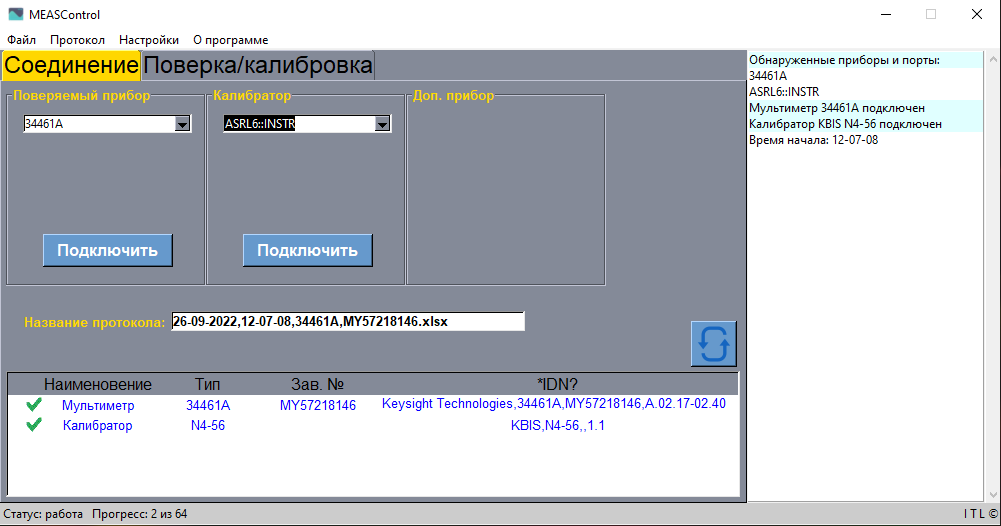 MEASControl
Файл Протокол Настройки О программе
Соединение Поверка/калибровка
Поверяемый прибор Калибратор Доп. прибор
34461A ASRL6::INSTR
Подключить Подключить
Название протокола: 26-09-2022,12-07-08,34461A,MY57218146.xlsx
Наименовение Тип Зав. № *IDN?
Мультиметр 34461A MY57218146 Keysight Technologies,34461A,MY57218146,A.02.17-02.40
Калибратор N4-56 KBIS,N4-56,,1.1
Обнаруженные приборы и порты:
34461A
ASRL6::INSTR
Мультиметр 34461A подключен
Калибратор KBIS N4-56 подключен
Время начала: 12-07-08
Статус: работа Прогресс: 2 из 64 I T L ©